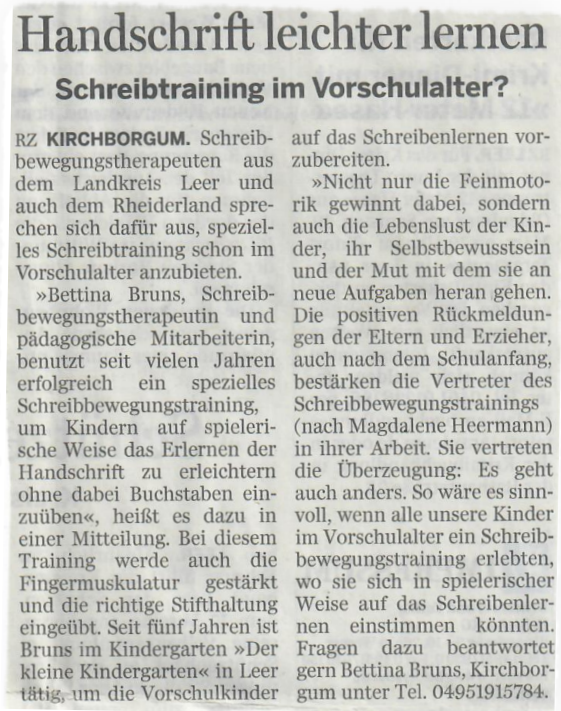 Handschrift leichter lernen
Schreibtraining im Vorschulalter?
RZ KIRCHBORGUM. Schreib-
bewegungstherapeuten aus
dem Landkreis Leer und
auch dem Rheiderland spre-
chen sich dafür aus, speziel-
les Schreibtraining schon im
Vorschulalter anzubieten.
»Bettina Bruns, Schreib-
bewegungstherapeutin und
pädagogische Mitarbeiterin,
benutzt seit vielen Jahren
erfolgreich ein spezielles
Schreibbewegungstraining,
um Kindern auf spieleri-
sche Weise das Erlernen der
Handschrift zu erleichtern
ohne dabei Buchstaben ein-
zuüben«, heißt es dazu in
einer Mitteilung. Bei diesem
Training werde auch die
Fingermuskulatur gestärkt
und die richtige Stifthaltung
eingeübt. Seit fünf Jahren ist
Bruns im Kindergarten »Der
kleine Kindergarten« in Leer
tätig, um die Vorschulkinder
auf das Schreibenlernen vor-
zubereiten.
»Nicht nur die Feinmoto-
rik gewinnt dabei, sondern
auch die Lebenslust der Kin-
der, ihr Selbstbewusstsein
und der Mut mit dem sie an
neue Aufgaben heran gehen.
Die positiven Rückmeldun-
gen der Eltern und Erzieher,
auch nach dem Schulanfang,
bestärken die Vertreter des
Schreibbewegungstrainings
(nach Magdalene Heermann)
in ihrer Arbeit. Sie vertreten
die Überzeugung: Es geht
auch anders. So wäre es sinn-
voll, wenn alle unsere Kinder
im Vorschulalter ein Schreib-
bewegungstraining erlebten,
wo sie sich in spielerischer
Weise auf das Schreibenler-
nen einstimmen könnten.
Fragen dazu beantwortet
gern Bettina Bruns, Kirchbor-
gum unter Tel. 04951915784.